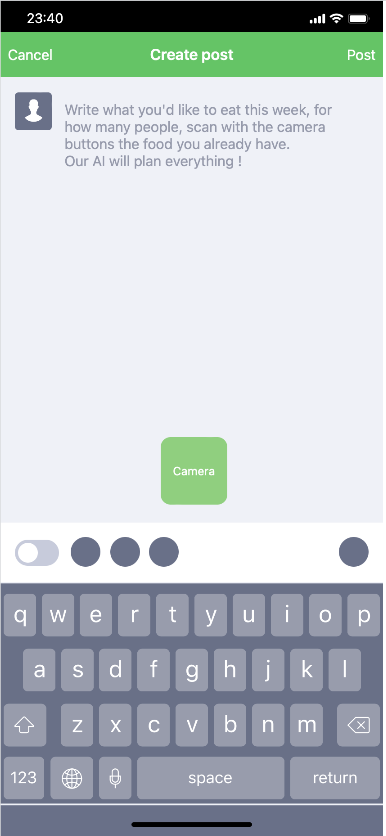 23:40
Cancel Create post Post
Write what you'd like to eat this week, for
how many people, scan with the camera
buttons the food you already have.
Our AI will plan everything !
Camera
q w e r t y u i o p
a s d f g h j k l
z x c v b n m
123 space return